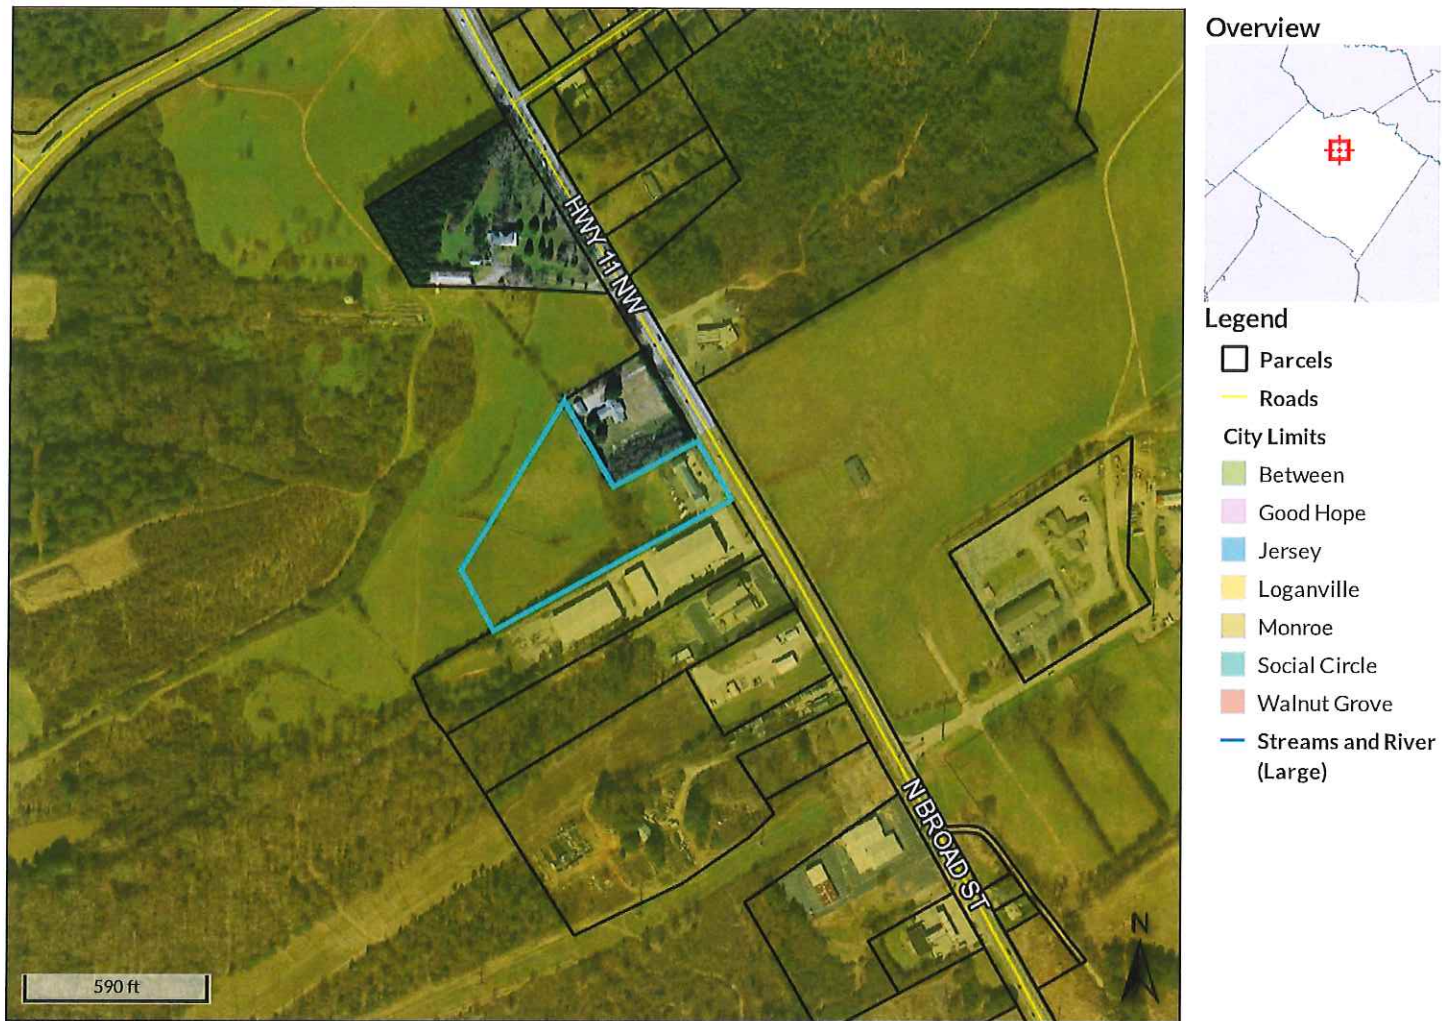 HWY 11 NW
N BROAD ST
N
590 ft
Overview
Legend
Parcels
Roads
City Limits
Between
Good Hope
Jersey
Loganville
Monroe
Social Circle
Walnut Grove
Streams and River
(Large)